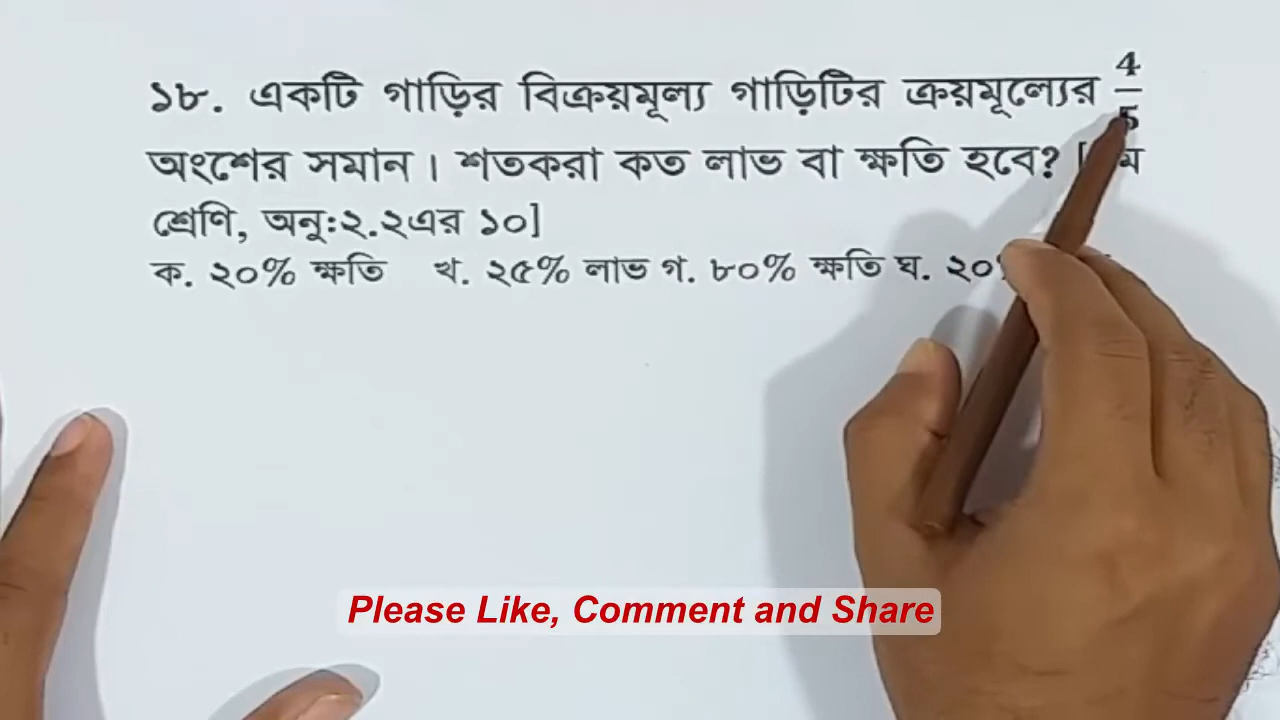 ১৮. একটি গাড়ির বিক্রয়মূল্য গাড়িটির ক্রয়মূল্যের 4/5
অংশের সমান। শতকরা কত লাভ বা ক্ষতি হবে? [
শ্রেণি, অনুঃ২.২এর ১০]
ক. ২০% ক্ষতি খ. ২৫% লাভ গ. ৮০% ক্ষতি ঘ.
Please Like, Comment and Share